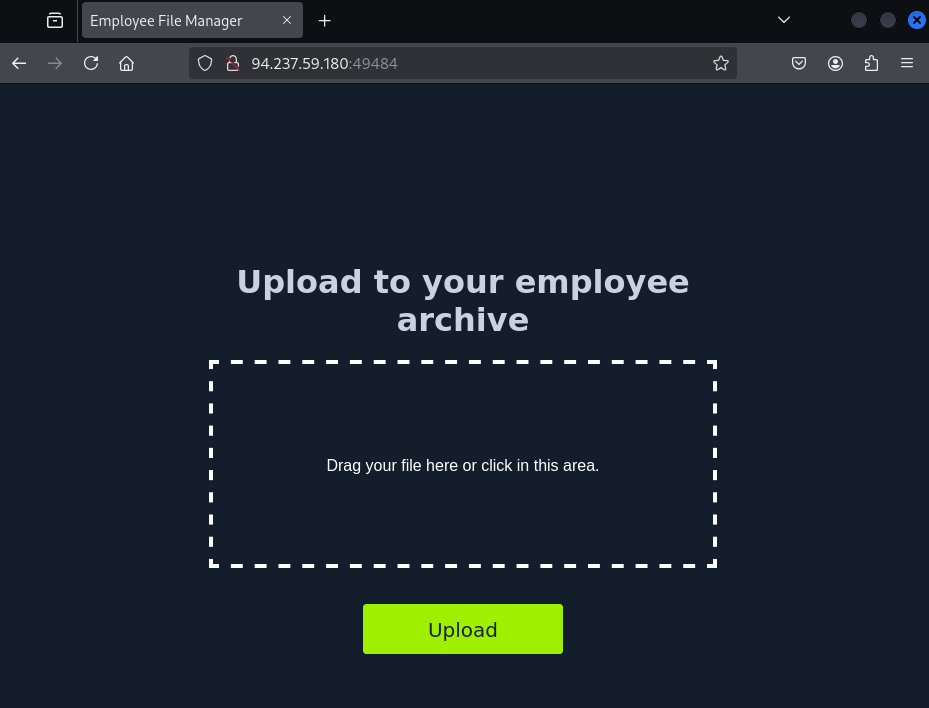 Employee File Manager
94.237.59.180:49484
Upload to your employee
archive
Drag your file here or click in this area.
Upload